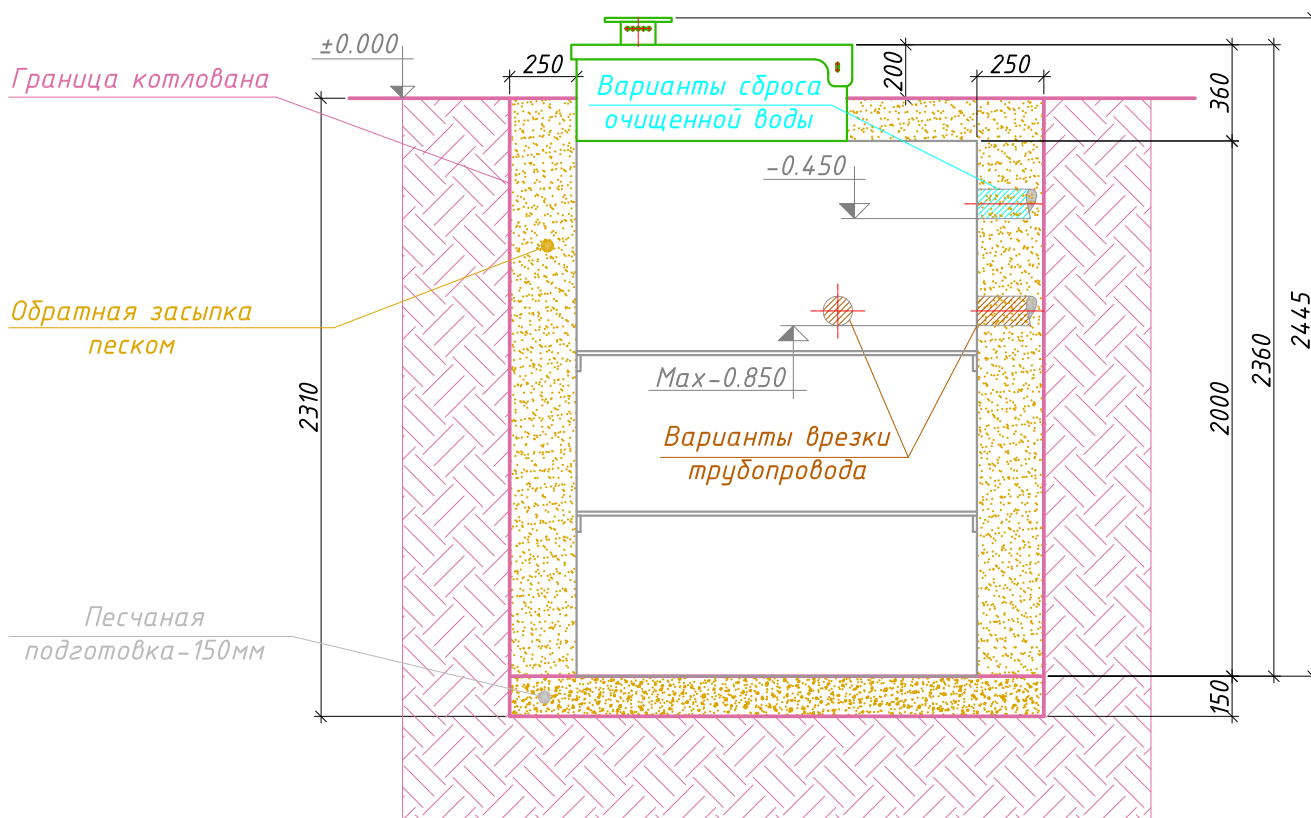 ±0.000
Граница котлована
250
Варианты сброса
очищенной воды
200
250
360
-0.450
Обратная засыпка
песком
2445
2360
2310
Max-0.850
2000
Варианты врезки
трубопровода
Песчаная
подготовка-150мм
150